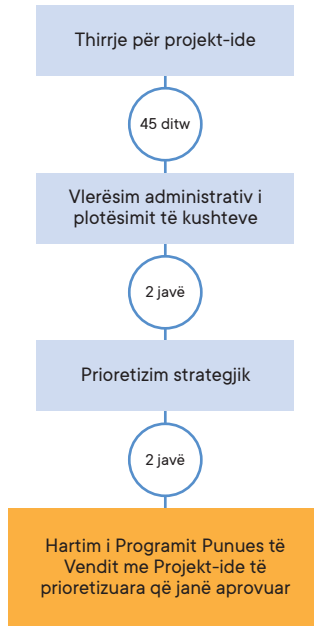 Thirrje për projekt-ide
45 ditw
Vlerësim administrativ i
plotësimit të kushteve
2 javë
Prioretizim strategjik
2 javë
Hartim i Programit Punues të
Vendit me Projekt-ide të
prioretizuara që janë aprovuar